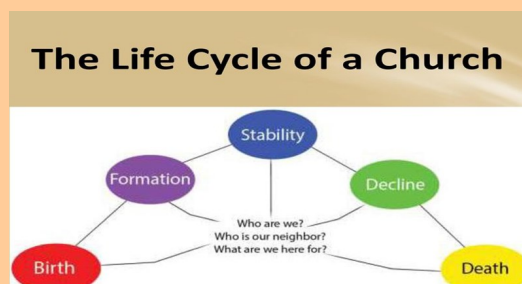 The Life Cycle of a Church
Stability
Formation
Decline
Who are we?
Who is our neighbor?
What are we here for?
Birth
Death